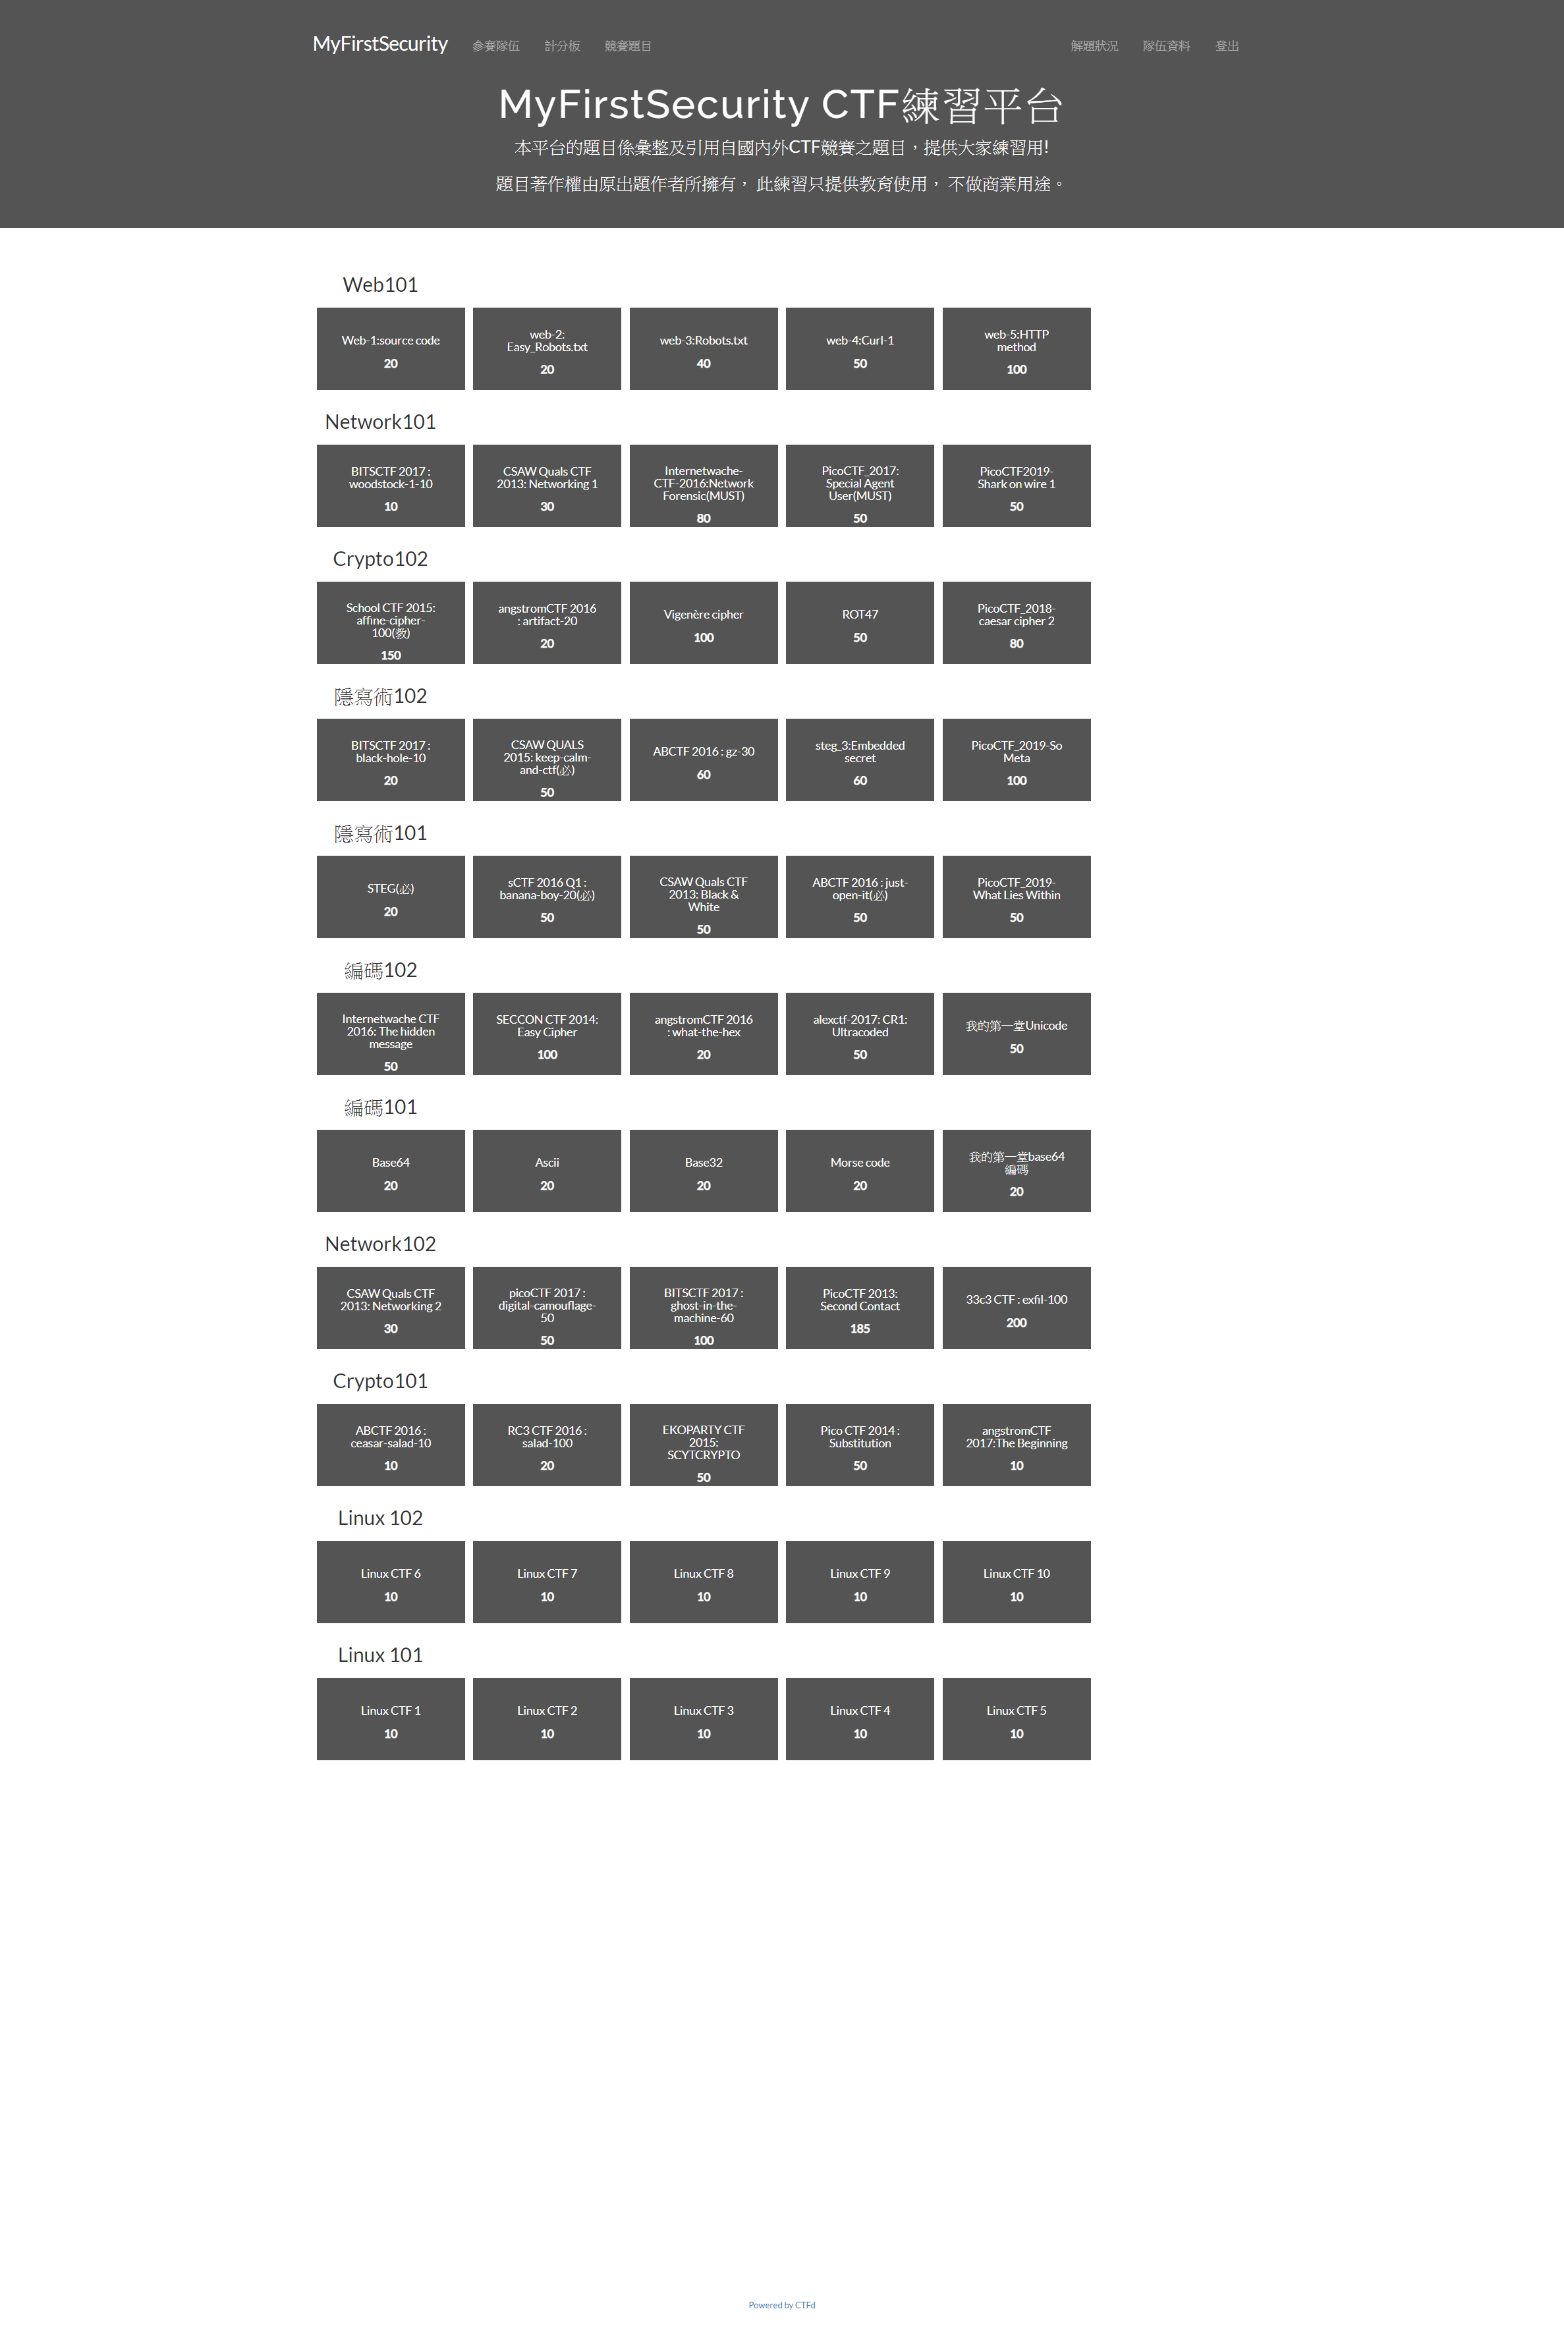 MyFirstSecurity 參賽隊伍 計分板 競賽題目 解題狀況 隊伍資料 登出
MyFirstSecurity CTF練習平台
本平台的題目係彙整及引用自國內外CTF競賽之題目，提供大家練習用!
題目著作權由原出題作者所擁有， 此練習只提供教育使用， 不做商業用途。
Web101
Web-1:source code
20
web-2:
Easy_Robots.txt
20
web-3:Robots.txt
40
web-4:Curl-1
50
web-5:HTTP
method
100
Network101
BITSCTF 2017 :
woodstock-1-10
10
CSAW Quals CTF
2013: Networking 1
30
Internetwache-
CTF-2016:Network
Forensic(MUST)
80
PicoCTF_2017:
Special Agent
User(MUST)
50
PicoCTF2019-
Shark on wire 1
50
Crypto102
School CTF 2015:
affine-cipher-
100(教)
150
angstromCTF 2016
: artifact-20
20
Vigenère cipher
100
ROT47
50
PicoCTF_2018-
caesar cipher 2
80
隱寫術102
BITSCTF 2017 :
black-hole-10
20
CSAW QUALS
2015: keep-calm-
and-ctf(必)
50
ABCTF 2016 : gz-30
60
steg_3:Embedded
secret
60
PicoCTF_2019-So
Meta
100
隱寫術101
STEG(必)
20
sCTF 2016 Q1 :
banana-boy-20(必)
50
CSAW Quals CTF
2013: Black &
White
50
ABCTF 2016 : just-
open-it(必)
50
PicoCTF_2019-
What Lies Within
50
編碼102
Internetwache CTF
2016: The hidden
message
50
SECCON CTF 2014:
Easy Cipher
100
angstromCTF 2016
: what-the-hex
20
alexctf-2017: CR1:
Ultracoded
50
我的第一堂Unicode
50
編碼101
Base64
20
Ascii
20
Base32
20
Morse code
20
我的第一堂base64
編碼
20
Network102
CSAW Quals CTF
2013: Networking 2
30
picoCTF 2017 :
digital-camouflage-
50
50
BITSCTF 2017 :
ghost-in-the-
machine-60
100
PicoCTF 2013:
Second Contact
185
33c3 CTF : exfil-100
200
Crypto101
ABCTF 2016 :
ceasar-salad-10
10
RC3 CTF 2016 :
salad-100
20
EKOPARTY CTF
2015:
SCYTCRYPTO
50
Pico CTF 2014 :
Substitution
50
angstromCTF
2017:The Beginning
10
Linux 102
Linux CTF 6
10
Linux CTF 7
10
Linux CTF 8
10
Linux CTF 9
10
Linux CTF 10
10
Linux 101
Linux CTF 1
10
Linux CTF 2
10
Linux CTF 3
10
Linux CTF 4
10
Linux CTF 5
10
Powered by CTFd